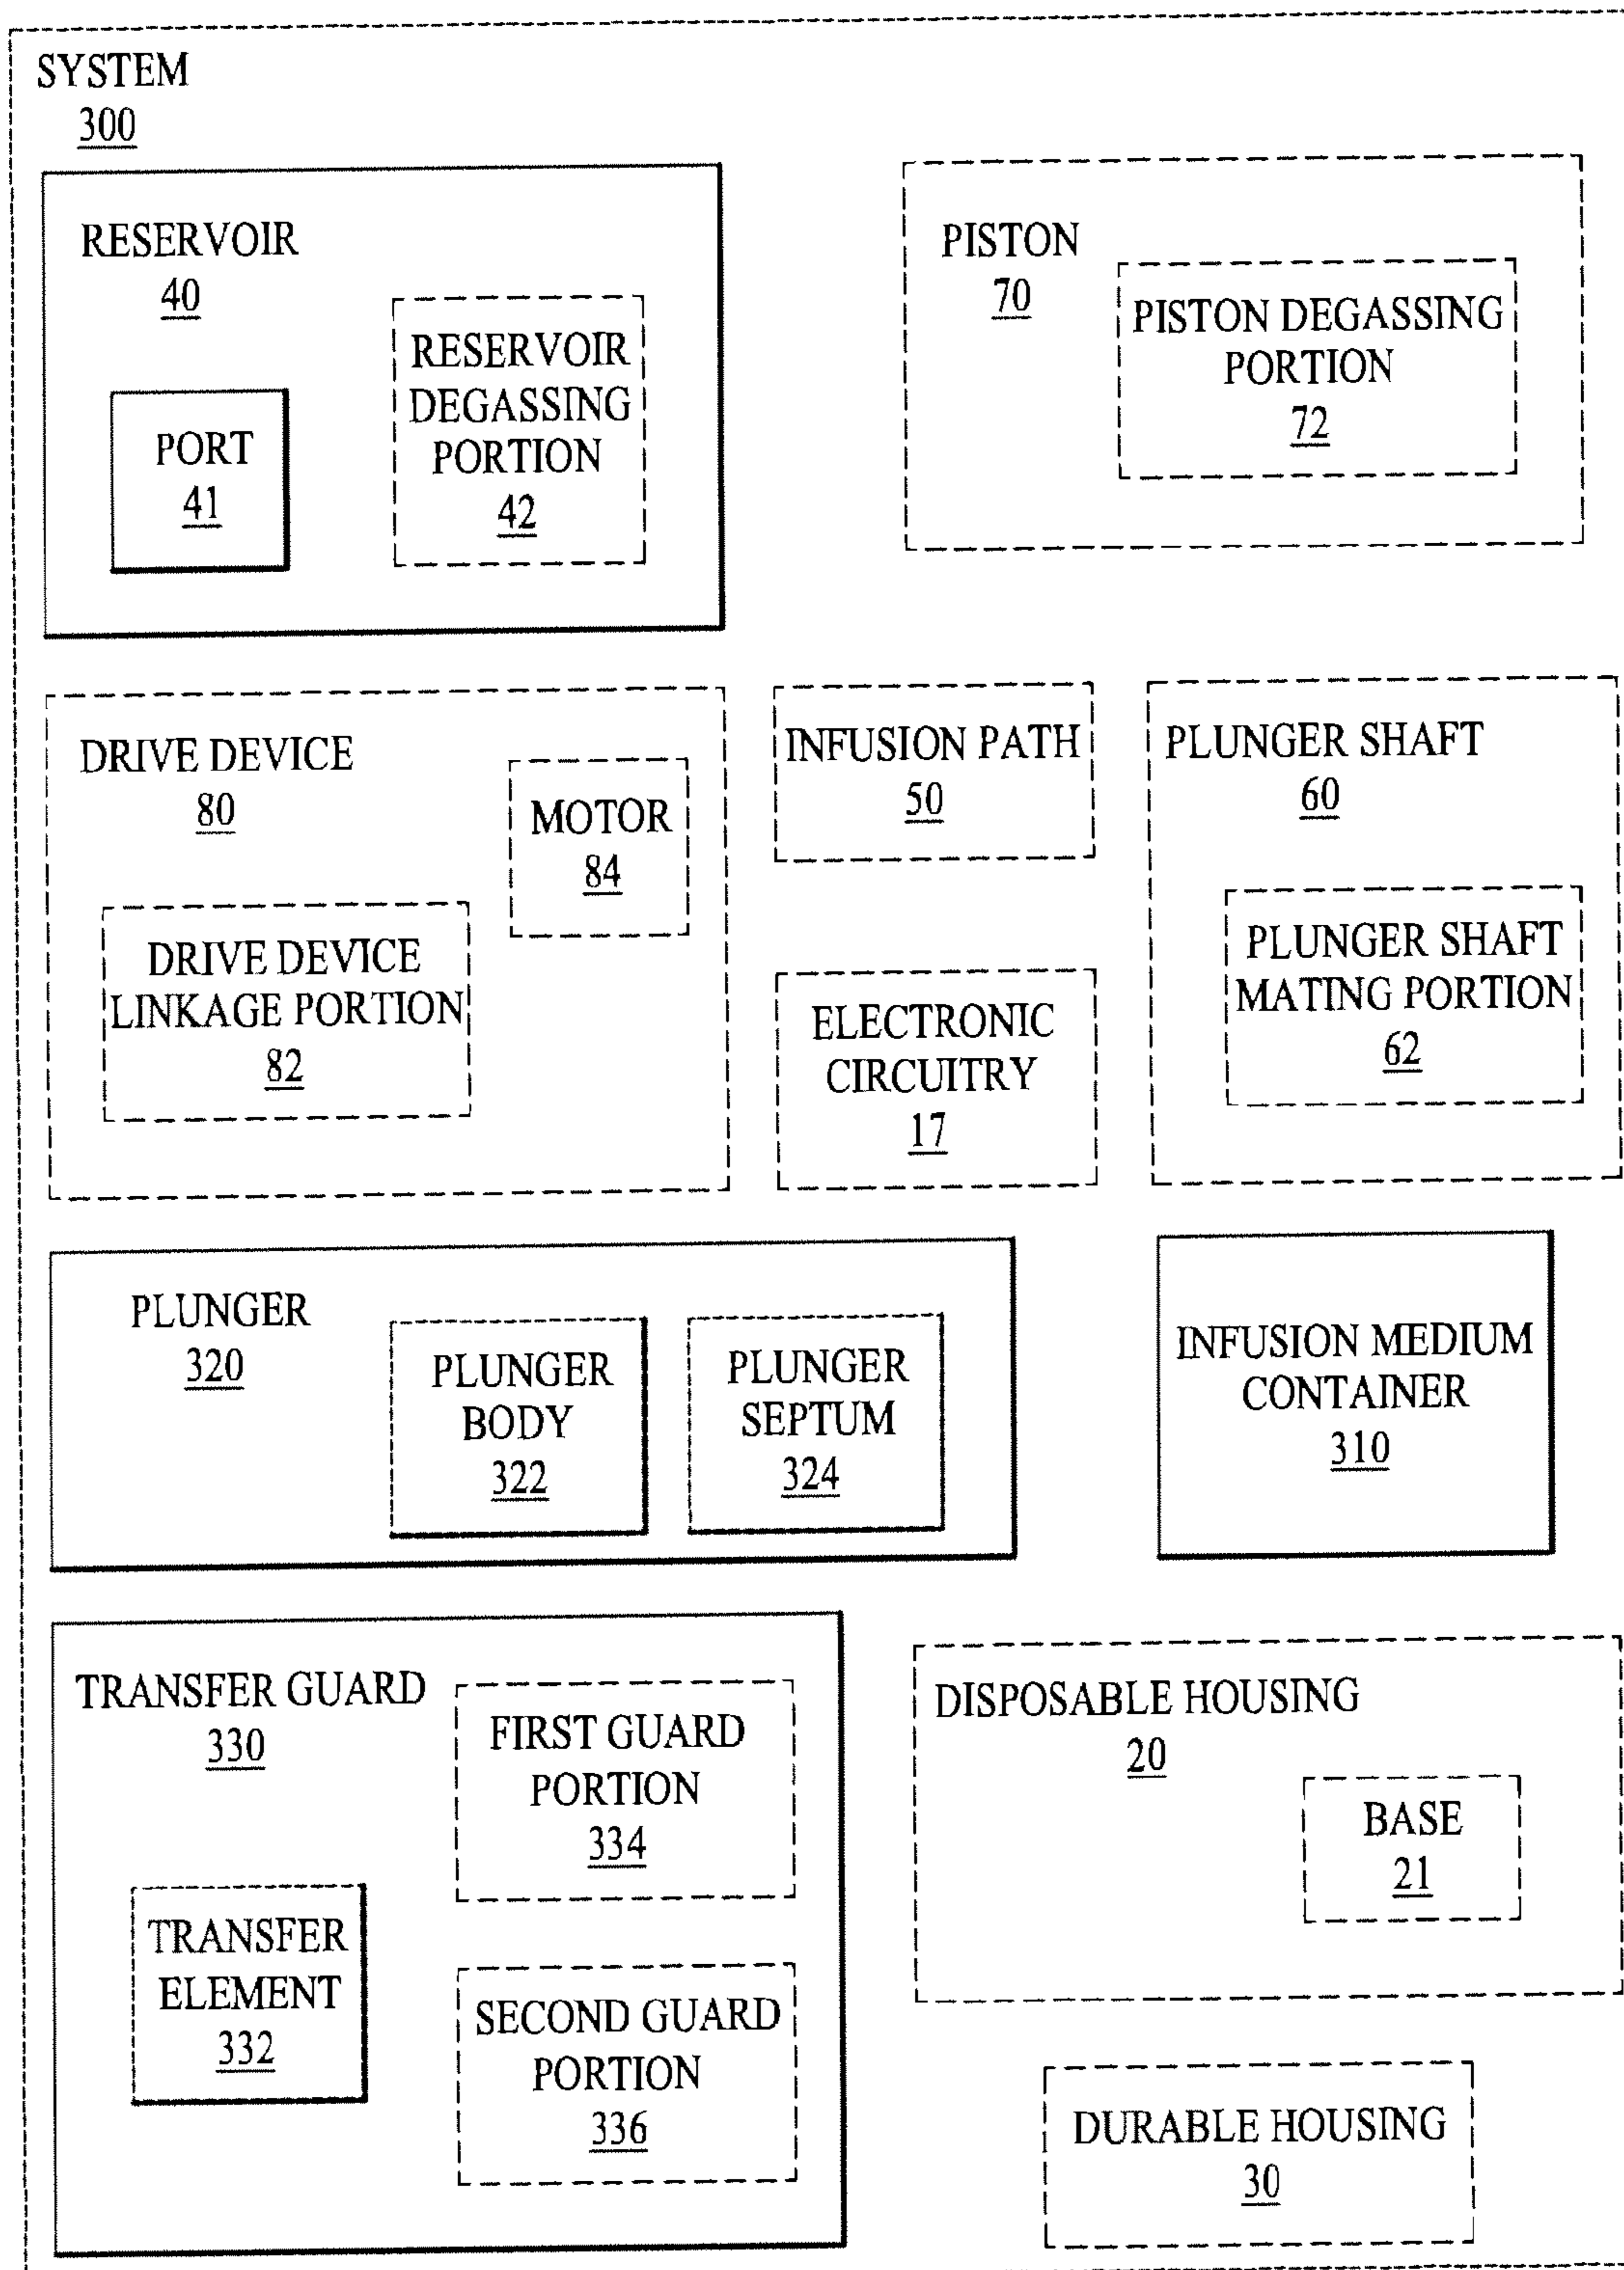 SYSTEM
300
RESERVOIR
40
PORT
41
RESERVOIR
DEGASSING
PORTION
42
PISTON
70
PISTON DEGASSING
PORTION
72
DRIVE DEVICE
80
MOTOR
84
DRIVE DEVICE
LINKAGE PORTION
82
INFUSION PATH
50
ELECTRONIC
CIRCUITRY
17
PLUNGER SHAFT
60
PLUNGER SHAFT
MATING PORTION
62
PLUNGER
320
PLUNGER
BODY
322
PLUNGER
SEPTUM
324
INFUSION MEDIUM
CONTAINER
310
TRANSFER GUARD
330
FIRST GUARD
PORTION
334
TRANSFER
ELEMENT
332
SECOND GUARD
PORTION
336
DISPOSABLE HOUSING
20
BASE
21
DURABLE HOUSING
30